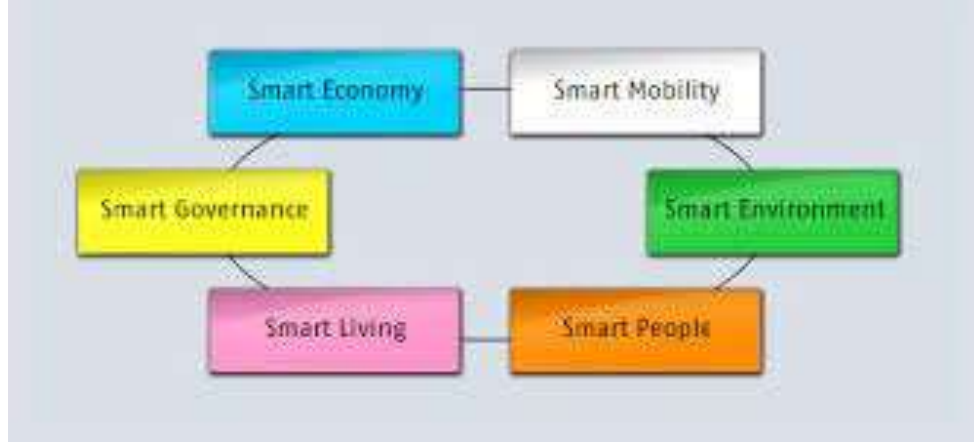 Smart Economy
Smart Mobility
Smart Governance
Smart Environment
Smart Living
Smart People